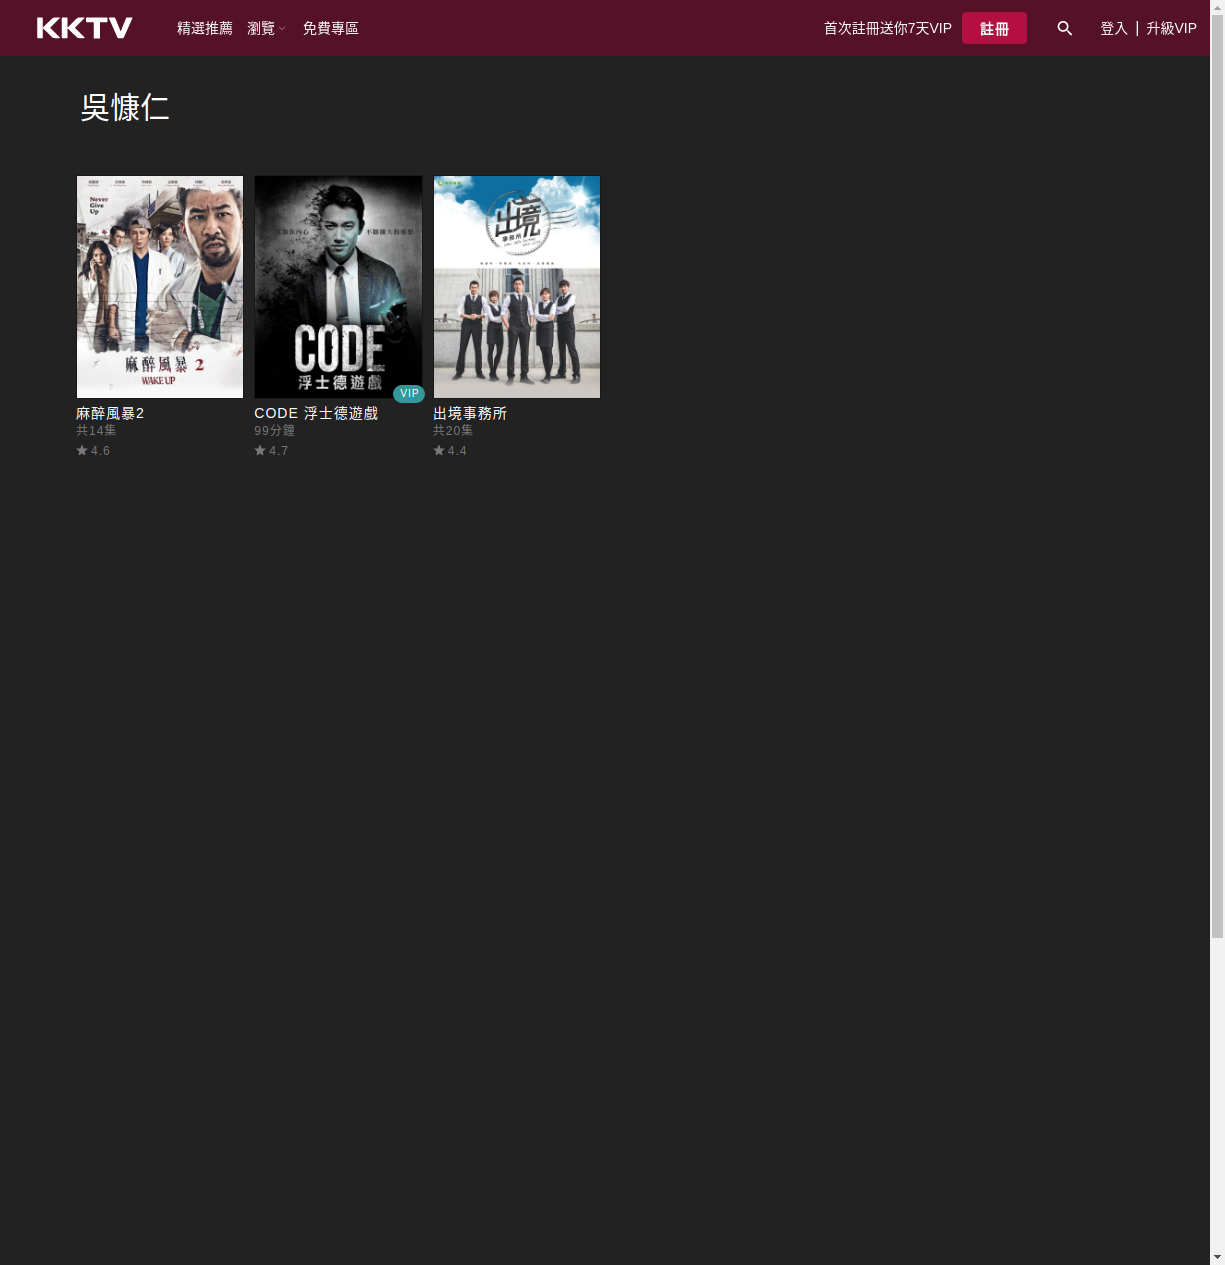 KKTV
精選推薦
瀏覽
免費專區
首次註冊送你7天VIP
註冊
登入 | 升級VIP
吳慷仁
Never
Give
Up
麻醉風暴 2
WAKE UP
CODE
浮士德遊戲
VIP
出境
事務所
麻醉風暴2
共14集
4.6
CODE 浮士德遊戲
99分鐘
4.7
出境事務所
共20集
4.4